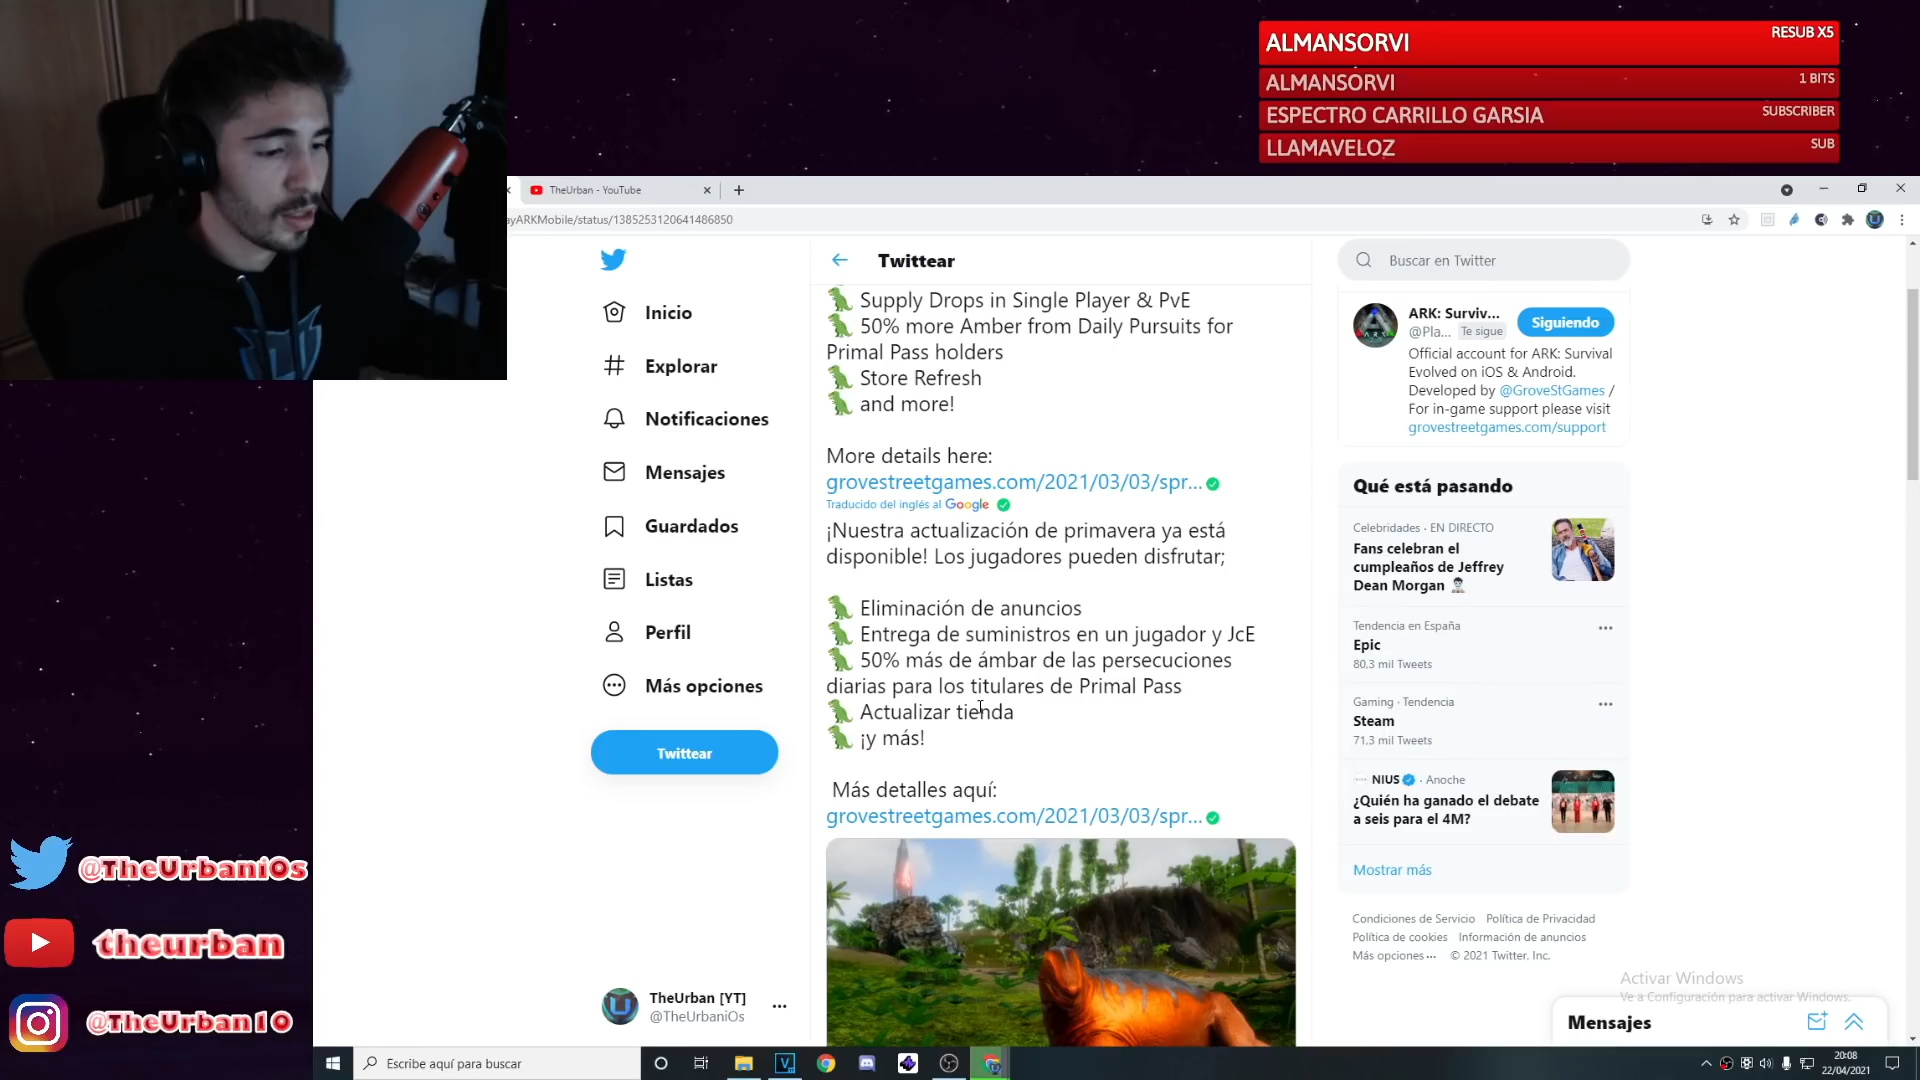 ALMANSORVI RESUB X5
ALMANSORVI 1 BITS
ESPECTRO CARRILLO GARSIA SUBSCRIBER
LLAMAVELOZ SUB
TheUrban - YouTube
ayARKMobile/status/1385253120641486850
Inicio
Explorar
Notificaciones
Mensajes
Guardados
Listas
Perfil
Más opciones
Twittear
TheUrban [YT]
@TheUrbaniOs
Twittear
Supply Drops in Single Player & PvE
50% more Amber from Daily Pursuits for
Primal Pass holders
Store Refresh
and more!
More details here:
grovestreetgames.com/2021/03/03/spr...
Traducido del inglés al Google
¡Nuestra actualización de primavera ya está
disponible! Los jugadores pueden disfrutar;
Eliminación de anuncios
Entrega de suministros en un jugador y JcE
50% más de ámbar de las persecuciones
diarias para los titulares de Primal Pass
Actualizar tienda
¡y más!
Más detalles aquí:
grovestreetgames.com/2021/03/03/spr...
Buscar en Twitter
ARK: Surviv...
@Pla... Te sigue
Siguiendo
Official account for ARK: Survival
Evolved on iOS & Android.
Developed by @GroveStGames /
For in-game support please visit
grovestreetgames.com/support
Qué está pasando
Celebridades · EN DIRECTO
Fans celebran el
cumpleaños de Jeffrey
Dean Morgan
Tendencia en España
Epic
80,3 mil Tweets
Gaming · Tendencia
Steam
71,3 mil Tweets
NIUS · Anoche
¿Quién ha ganado el debate
a seis para el 4M?
Mostrar más
Condiciones de Servicio Política de Privacidad
Política de cookies Información de anuncios
Más opciones ··· © 2021 Twitter, Inc.
Activar Windows
Ve a Configuración para activar Windows.
Mensajes
@TheUrbaniOs
theurban
@TheUrban10
Escribe aquí para buscar
20:08
22/04/2021